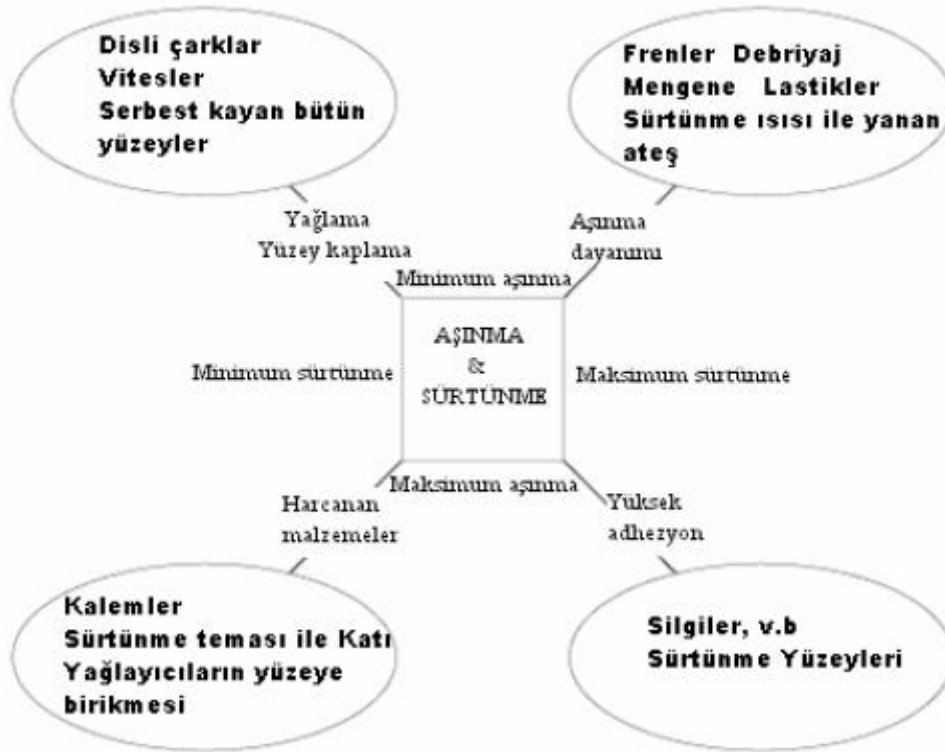 Disli çarklar
Vitesler
Serbest kayan bütün
yüzeyler
Frenler Debriyaj
Mengene Lastikler
Sürtünme ısısı ile yanan
ateş
Yağlama
Yüzey kaplama
Aşınma
dayanımı
Minimum aşınma
Minimum sürtünme
AŞINMA
&
SÜRTÜNME
Maksimum sürtünme
Maksimum aşınma
Harcanan
malzemeler
Yüksek
adhezyon
Kalemler
Sürtünme teması ile Katı
Yağlayıcıların yüzeye
birikmesi
Silgiler, v.b
Sürtünme Yüzeyleri